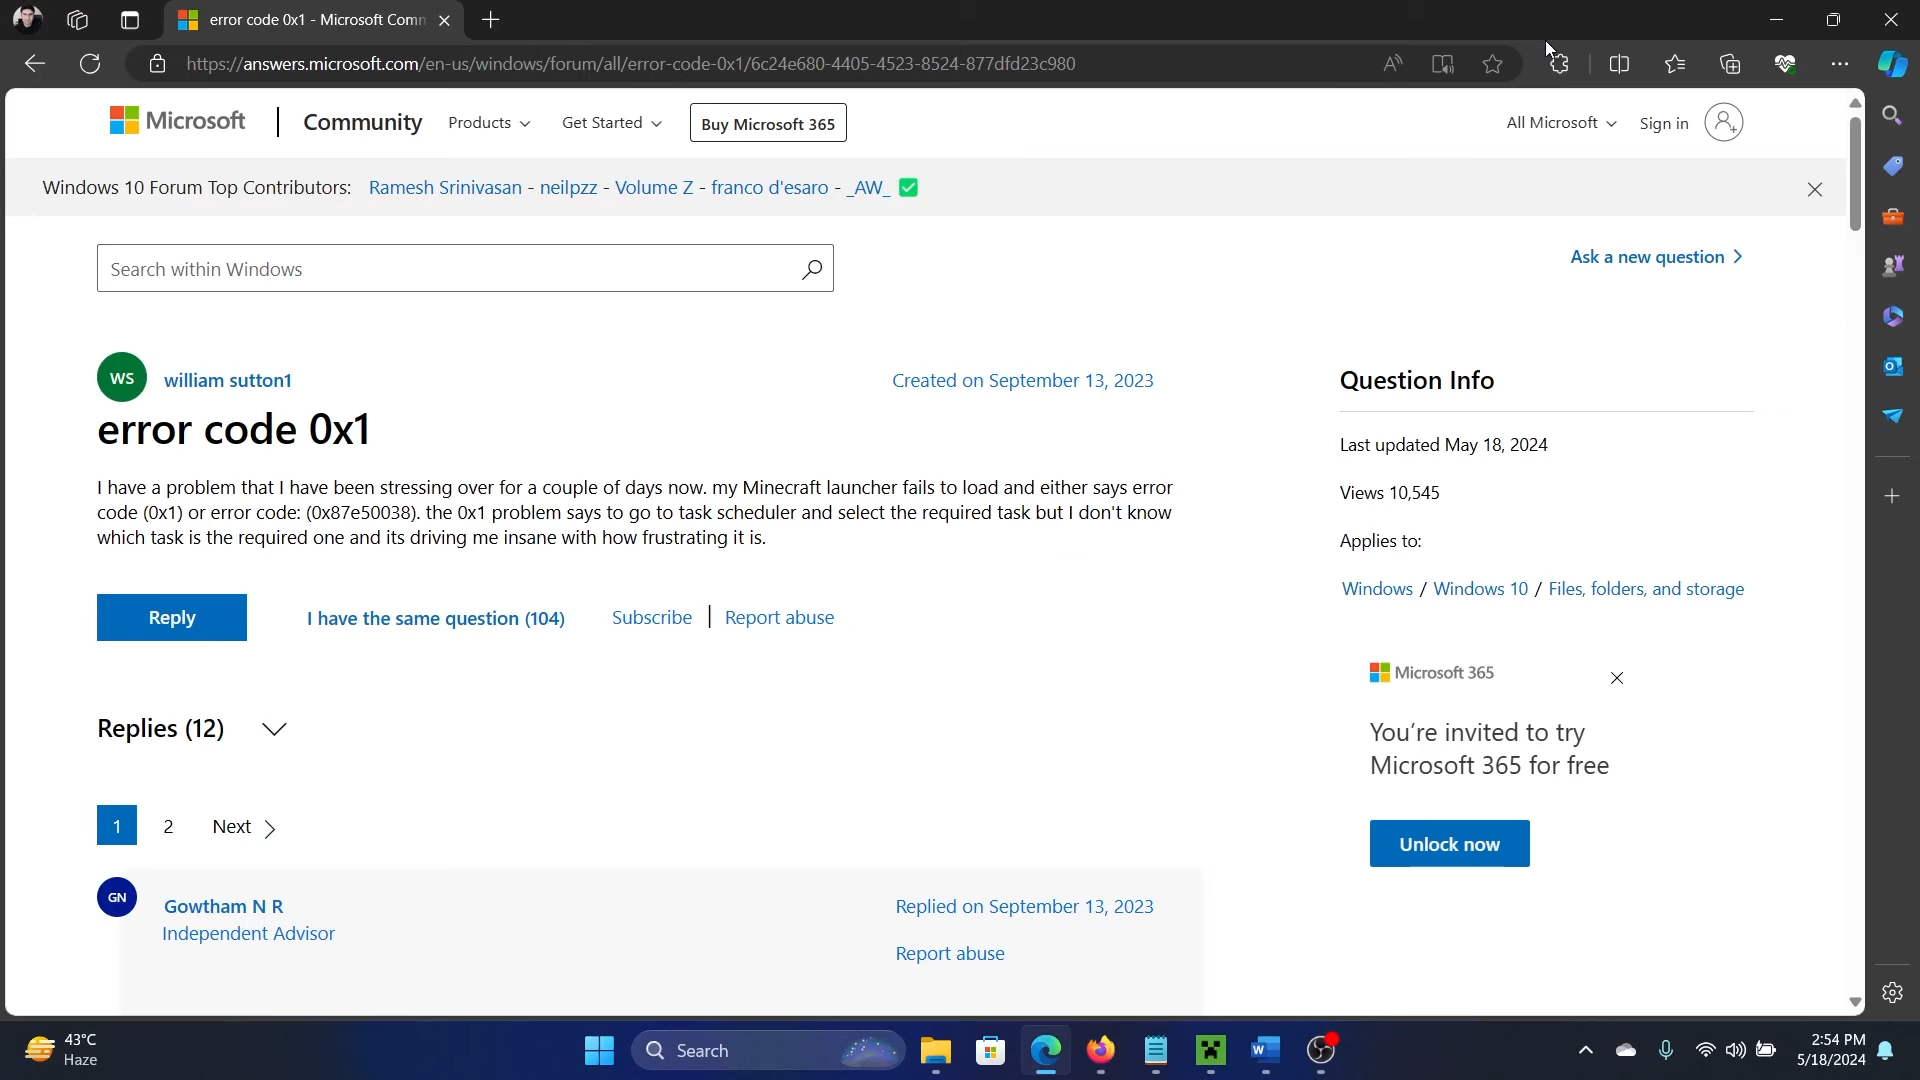 error code 0x1 - Microsoft Comm
https://answers.microsoft.com/en-us/windows/forum/all/error-code-0x1/6c24e680-4405-4523-8524-877dfd23c980
Microsoft
Community
Products
Get Started
Buy Microsoft 365
All Microsoft
Sign in
Windows 10 Forum Top Contributors: Ramesh Srinivasan - neilpzz - Volume Z - franco d'esaro - _AW_
Search within Windows
Ask a new question
WS
william sutton1
Created on September 13, 2023
error code 0x1
I have a problem that I have been stressing over for a couple of days now. my Minecraft launcher fails to load and either says error
code (0x1) or error code: (0x87e50038). the 0x1 problem says to go to task scheduler and select the required task but I don't know
which task is the required one and its driving me insane with how frustrating it is.
Reply
I have the same question (104)
Subscribe
Report abuse
Question Info
Last updated May 18, 2024
Views 10,545
Applies to:
Windows / Windows 10 / Files, folders, and storage
Microsoft 365
You're invited to try
Microsoft 365 for free
Unlock now
Replies (12)
1
2
Next
GN
Gowtham N R
Independent Advisor
Replied on September 13, 2023
Report abuse
43°C
Haze
Search
2:54 PM
5/18/2024